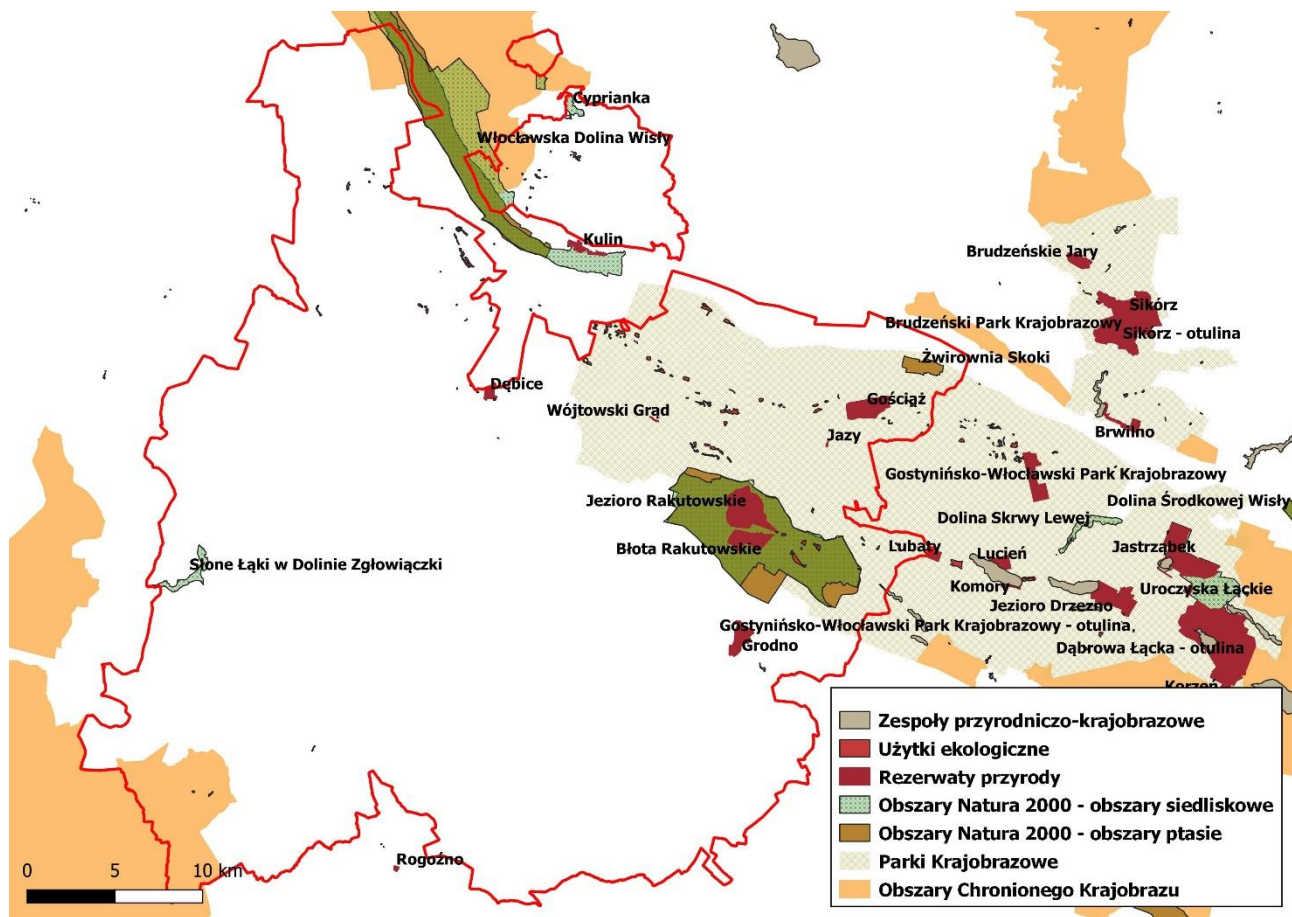 Cyprianka
Włocławska Dolina Wisły
Kulin
Brudzeńskie Jary
Sikórz
Brudzeński Park Krajobrazowy
Sikórz - otulina
Żwirownia Skoki
Dębice
Gościąż
Wójtowski Grąd
Jazy
Brwilno
Gostynińsko-Włocławski Park Krajobrazowy
Jezioro Rakutowskie
Dolina Środkowej Wisły
Dolina Skrwy Lewej
Błota Rakutowskie
Lubaty
Lucień
Jastrząbek
Słone Łąki w Dolinie Zgłowiączki
Komory
Uroczyska Łąckie
Jezioro Drzezno
Gostynińsko-Włocławski Park Krajobrazowy - otulina
Grodno
Dąbrowa Łącka - otulina
Korzeń
Zespoły przyrodniczo-krajobrazowe
Użytki ekologiczne
Rezerwaty przyrody
Obszary Natura 2000 - obszary siedliskowe
Obszary Natura 2000 - obszary ptasie
Parki Krajobrazowe
Obszary Chronionego Krajobrazu
Rogoźno
0 5 10 km